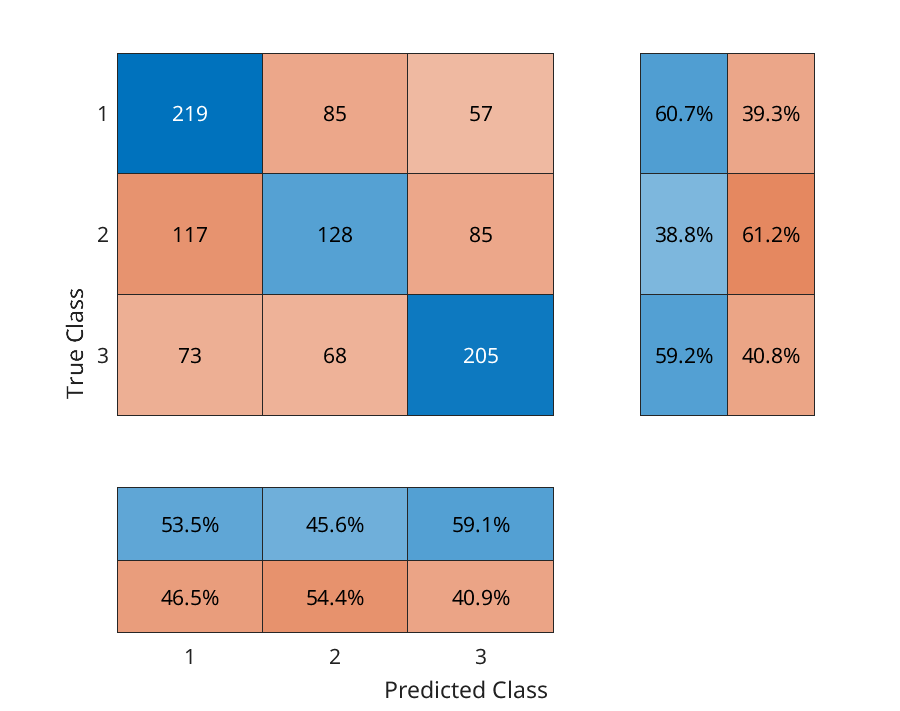 1 219 85 57 60.7% 39.3%
2 117 128 85 38.8% 61.2%
True Class
3 73 68 205 59.2% 40.8%
53.5% 45.6% 59.1%
46.5% 54.4% 40.9%
1 2 3
Predicted Class